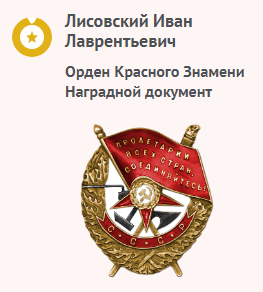 Лисовский Иван
Лаврентьевич
Орден Красного Знамени
Наградной документ
ПРОЛЕТАРИИ
ВСЕХ СТРАН,
СОЕДИНЯЙТЕСЬ!
СССР